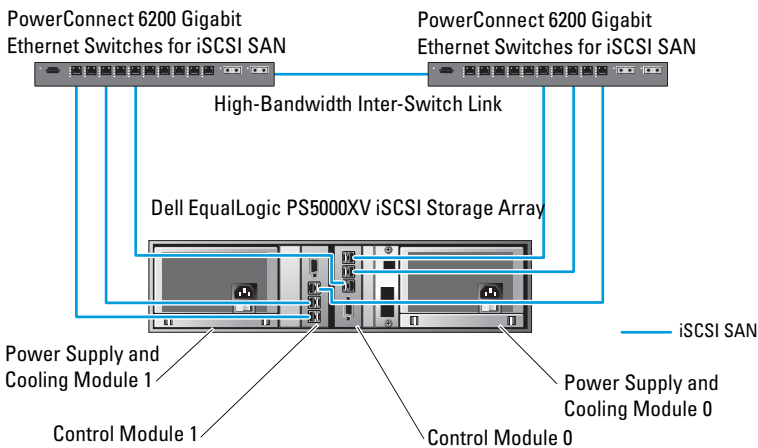 PowerConnect 6200 Gigabit
Ethernet Switches for iSCSI SAN
PowerConnect 6200 Gigabit
Ethernet Switches for iSCSI SAN
High-Bandwidth Inter-Switch Link
Dell EqualLogic PS5000XV iSCSI Storage Array
iSCSI SAN
Power Supply and
Cooling Module 1
Power Supply and
Cooling Module 0
Control Module 1
Control Module 0